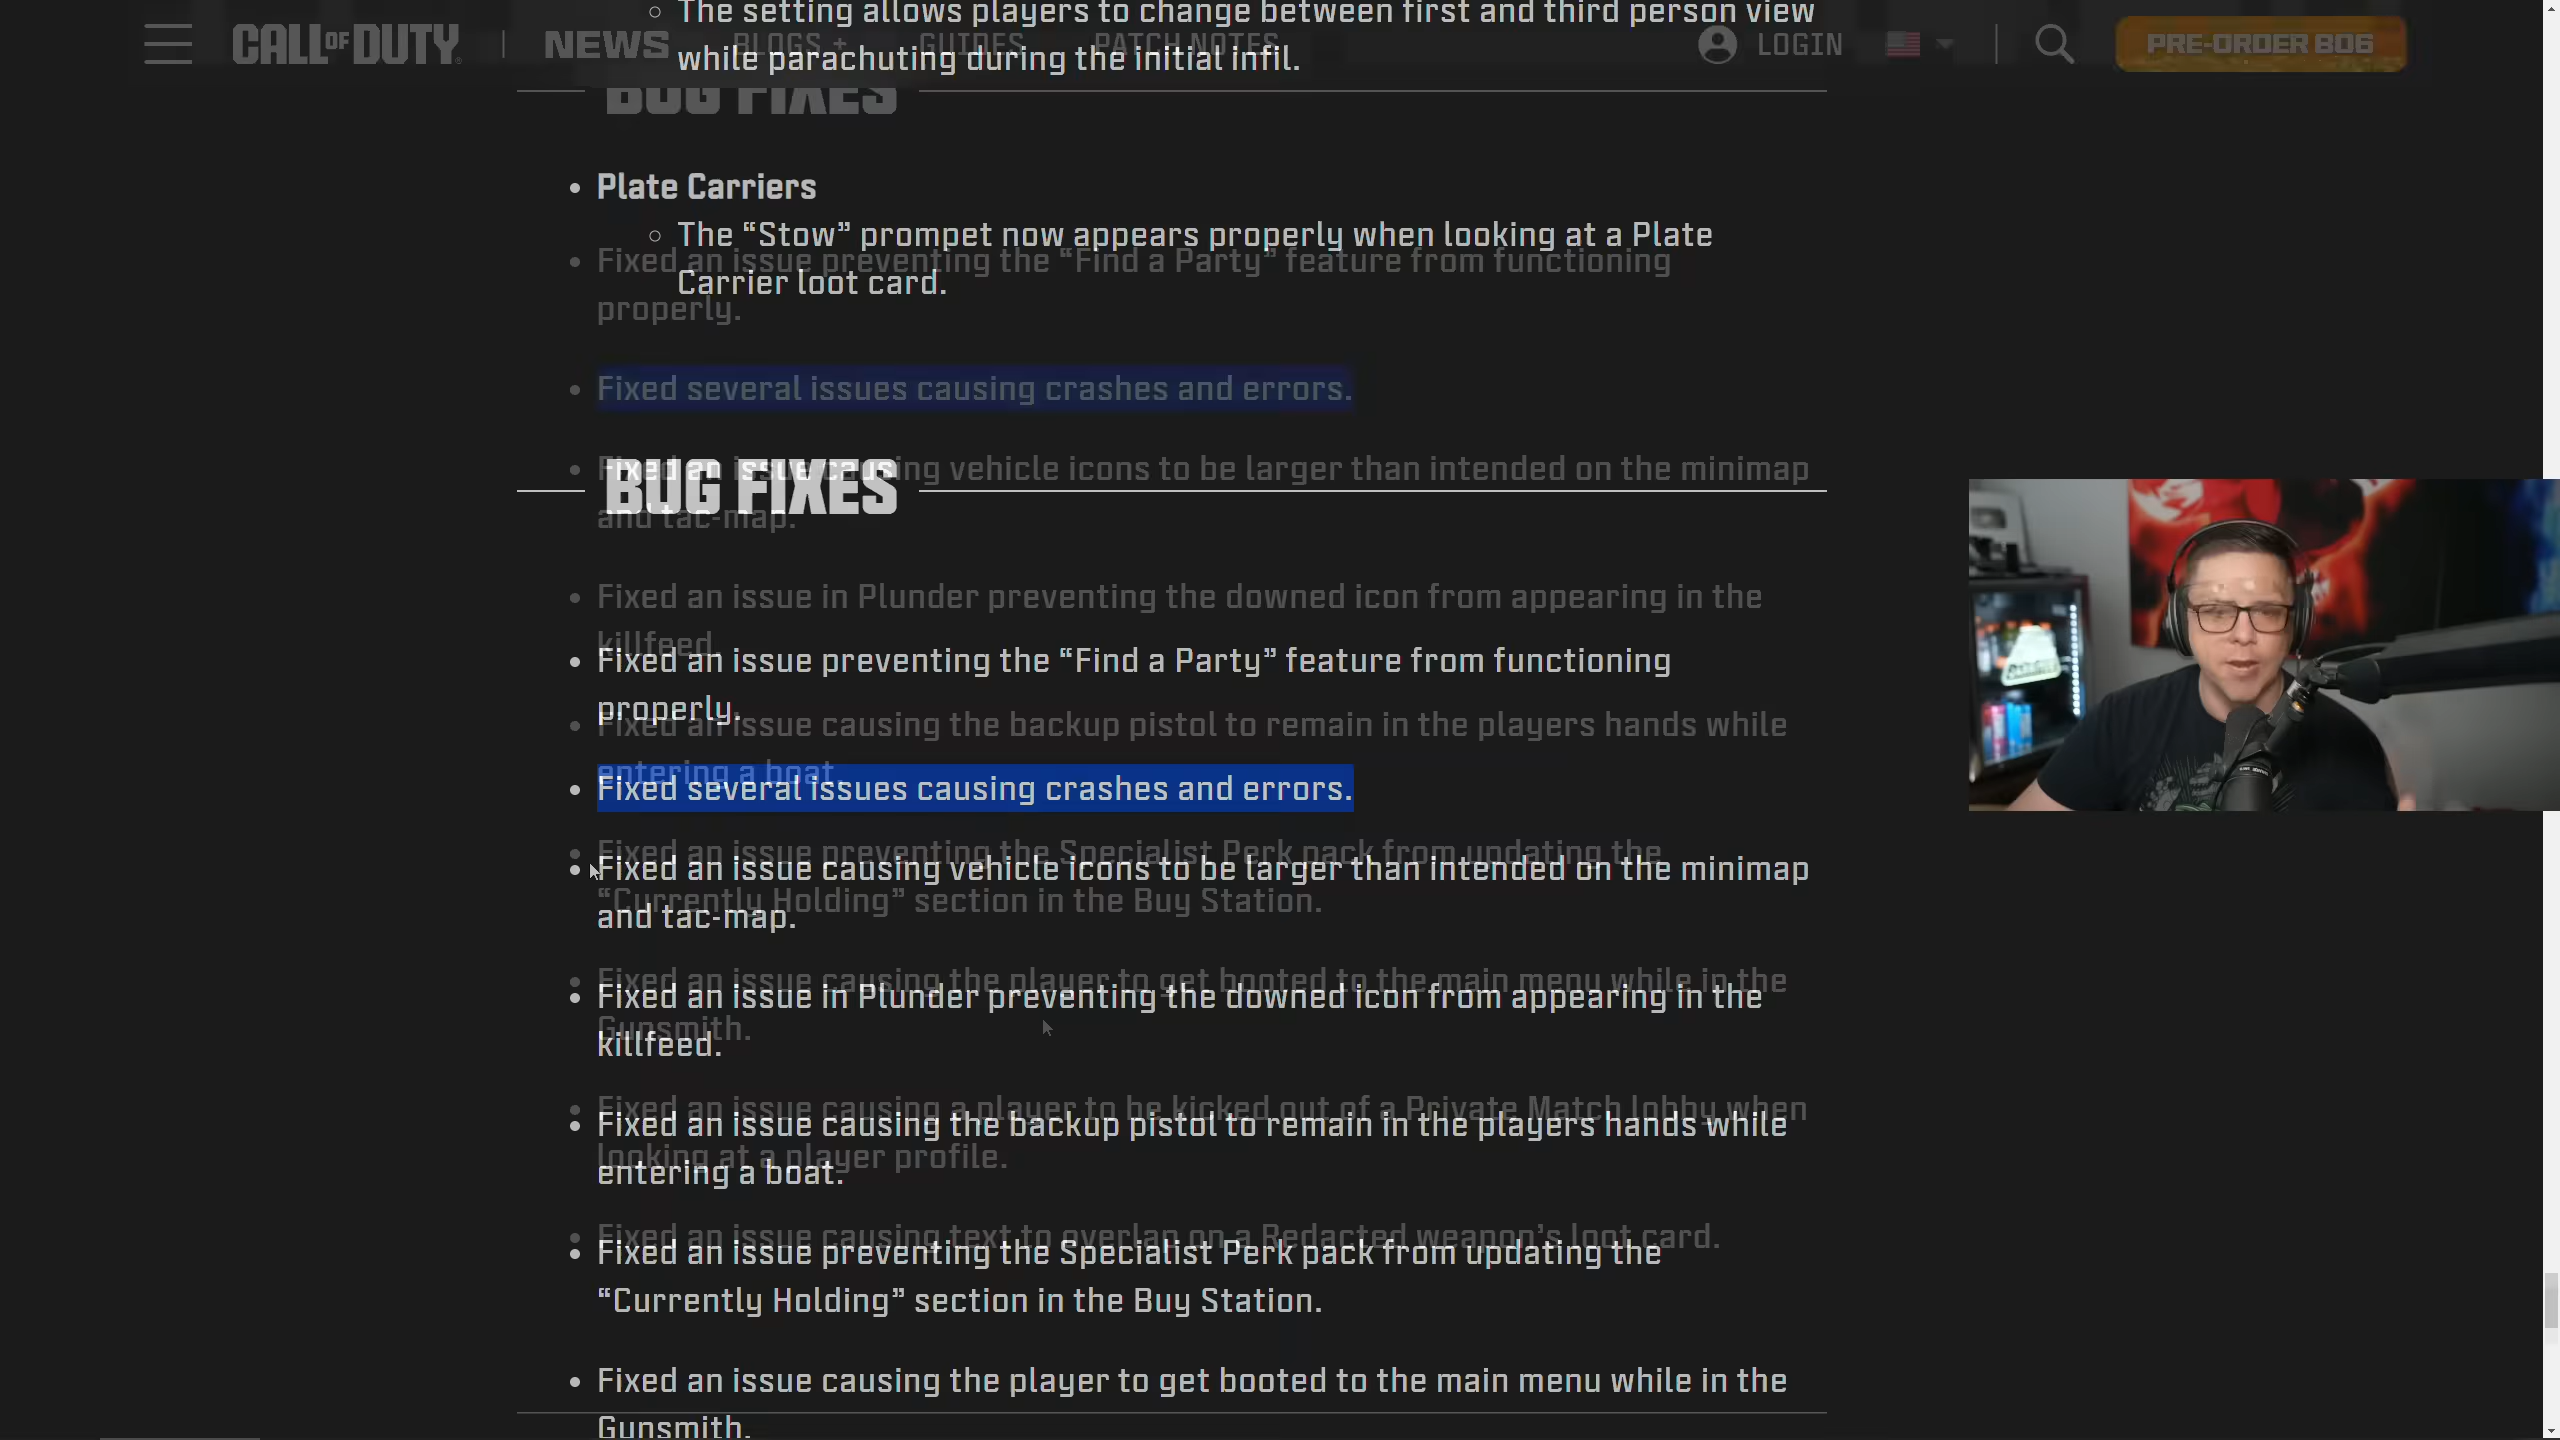 The setting allows players to change between first and third person view
CALL OF DUTY | NEWS BLOGS + GUIDES PATCH NOTES LOGIN PRE-ORDER BO6
while parachuting during the initial infil.
BUG FIXES
Plate Carriers
The “Stow” prompet now appears properly when looking at a Plate
Fixed an issue preventing the “Find a Party” feature from functioning
Carrier loot card.
properly.
Fixed several issues causing crashes and errors.
Fixed an issue causing vehicle icons to be larger than intended on the minimap
BUG FIXES
and tac-map.
Fixed an issue in Plunder preventing the downed icon from appearing in the
killfeed.
Fixed an issue preventing the “Find a Party” feature from functioning
properly.
Fixed an issue causing the backup pistol to remain in the players hands while
entering a boat.
Fixed several issues causing crashes and errors.
Fixed an issue preventing the Specialist Perk pack from updating the
Fixed an issue causing vehicle icons to be larger than intended on the minimap
“Currently Holding” section in the Buy Station.
and tac-map.
Fixed an issue causing the player to get booted to the main menu while in the
Fixed an issue in Plunder preventing the downed icon from appearing in the
Gunsmith.
killfeed.
Fixed an issue causing a player to be kicked out of a Private Match lobby when
Fixed an issue causing the backup pistol to remain in the players hands while
looking at a player profile.
entering a boat.
Fixed an issue causing text to overlap on a Redacted weapon’s loot card.
Fixed an issue preventing the Specialist Perk pack from updating the
“Currently Holding” section in the Buy Station.
Fixed an issue causing the player to get booted to the main menu while in the
Gunsmith.